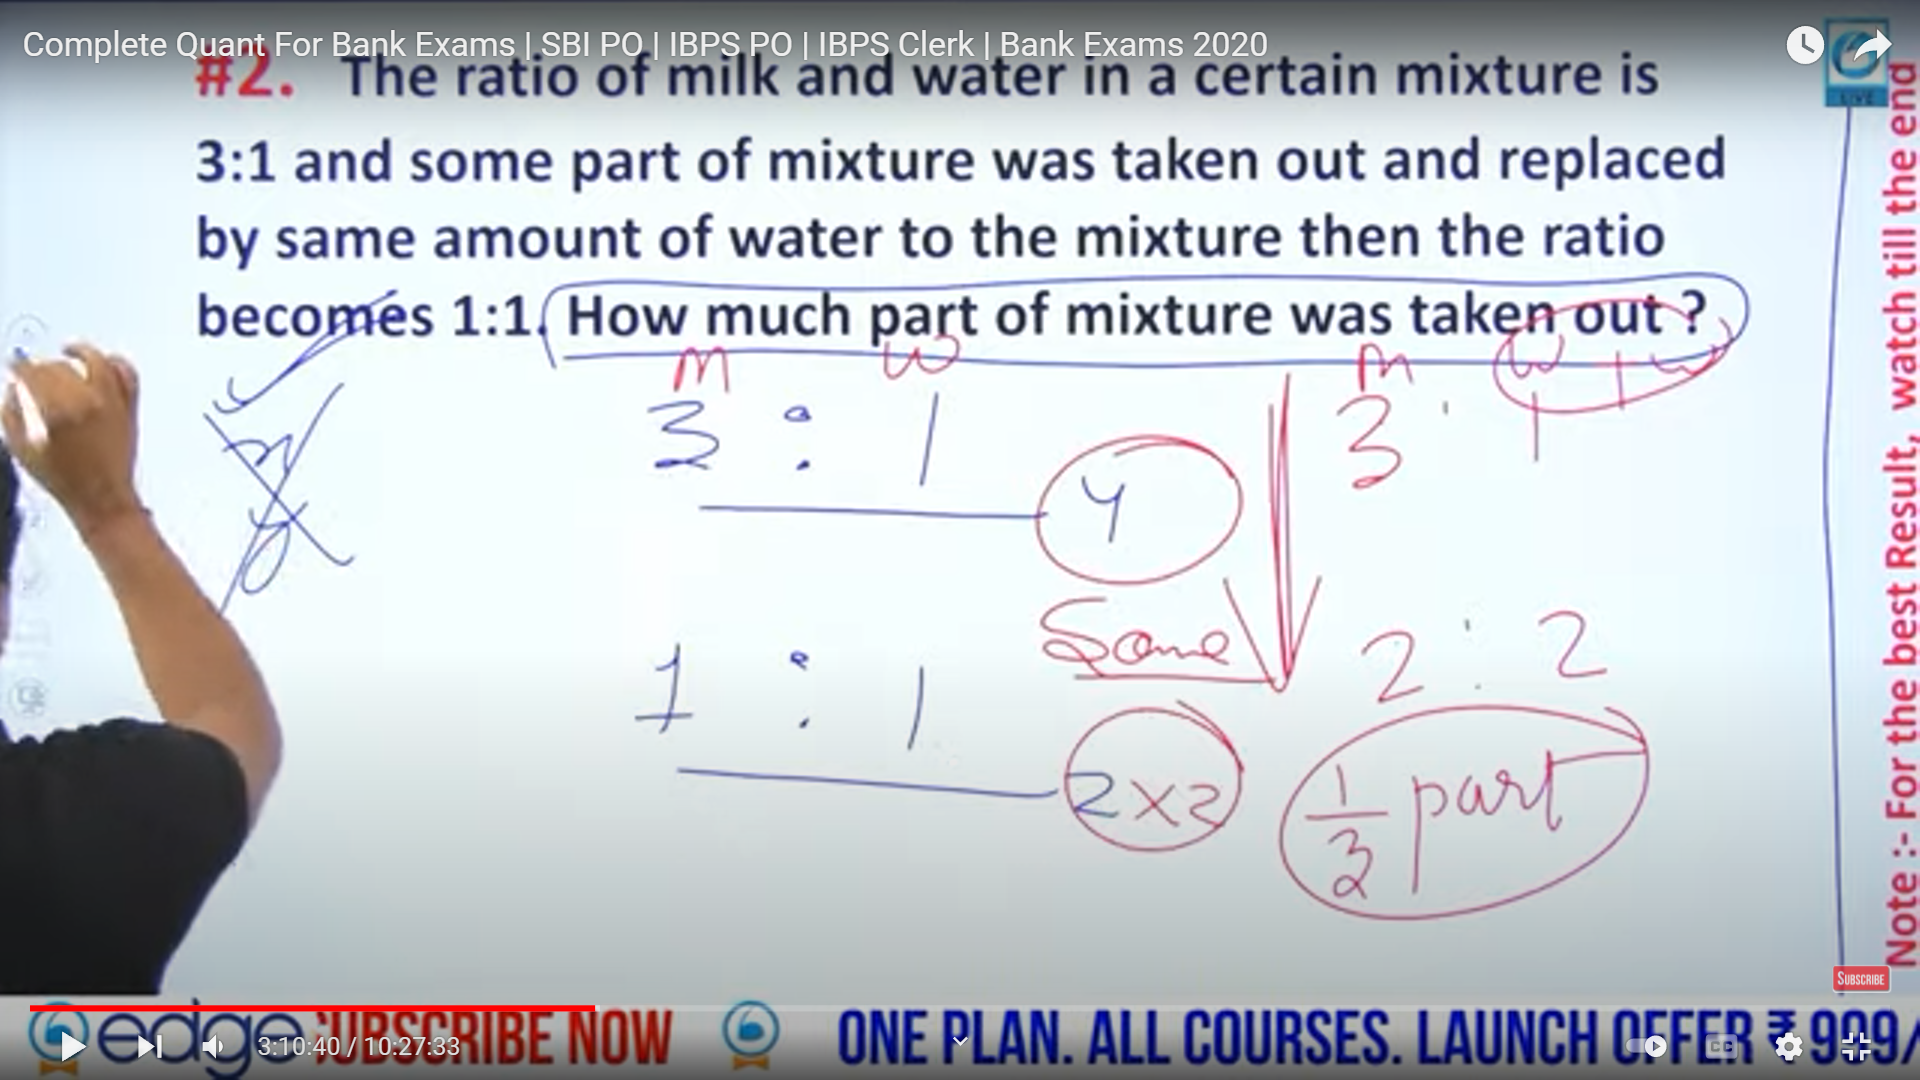 Complete Quant For Bank Exams | SBI PO | IBPS PO | IBPS Clerk | Bank Exams 2020
#2. The ratio of milk and water in a certain mixture is
3:1 and some part of mixture was taken out and replaced
by same amount of water to the mixture then the ratio
becomes 1:1. How much part of mixture was taken out ?
M W
3 : 1
4
M W + W
3 : 1
Same
1 : 1
2 x 2
2 : 2
1/3 part
x
y
LIVE
Note :- For the best Result, watch till the end
SUBSCRIBE
edge SUBSCRIBE NOW ONE PLAN. ALL COURSES. LAUNCH OFFER ₹ 999/
3:10:40 / 10:27:33
CC